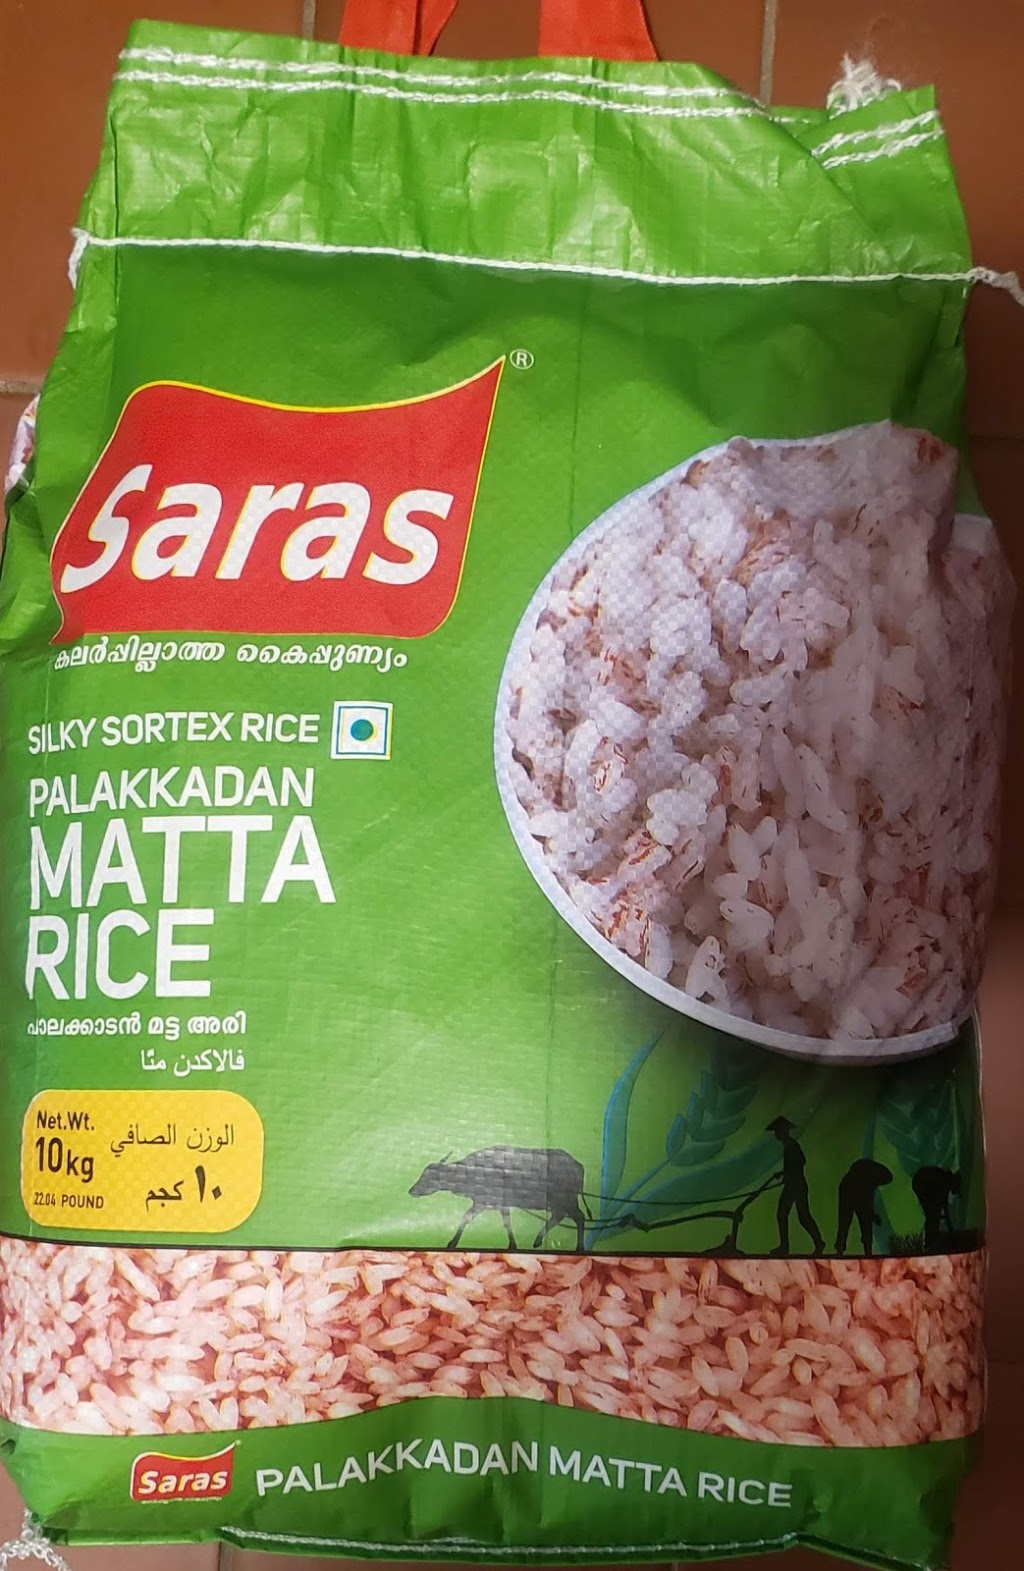 Saras®
കലർപ്പില്ലാത്ത കൈപ്പുണ്യം
SILKY SORTEX RICE
PALAKKADAN
MATTA
RICE
പാലക്കാടൻ മട്ട അരി
فالاكدن متّا
Net.Wt. الوزن الصافي
10kg ١٠ كجم
22.04 POUND
Saras PALAKKADAN MATTA RICE